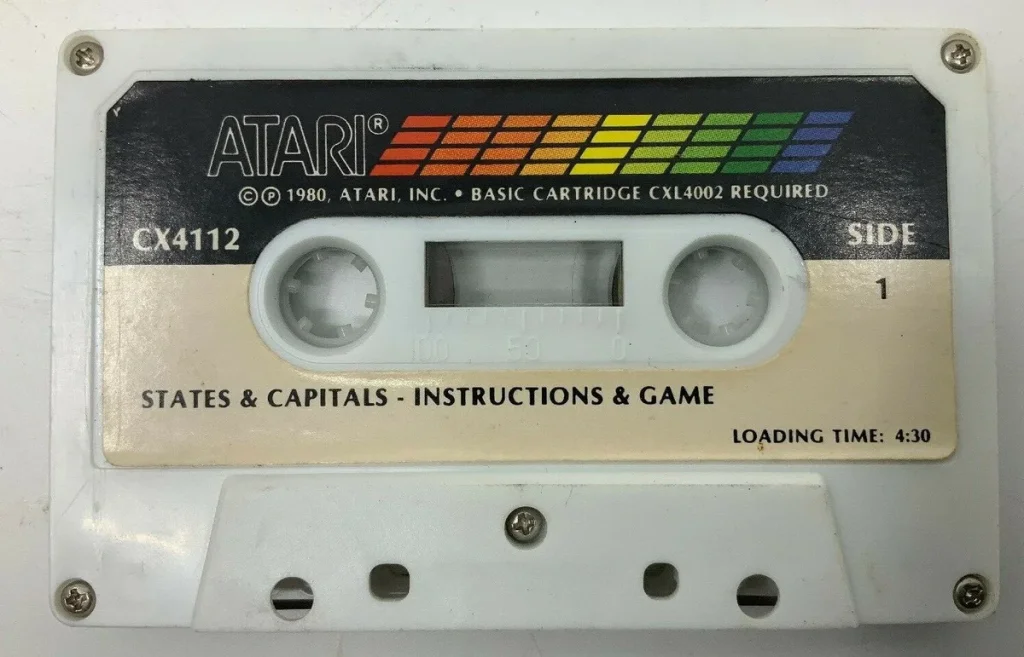 ATARI®
©℗ 1980, ATARI, INC. • BASIC CARTRIDGE CXL4002 REQUIRED
CX4112
SIDE
1
100 50 0
STATES & CAPITALS - INSTRUCTIONS & GAME
LOADING TIME: 4:30